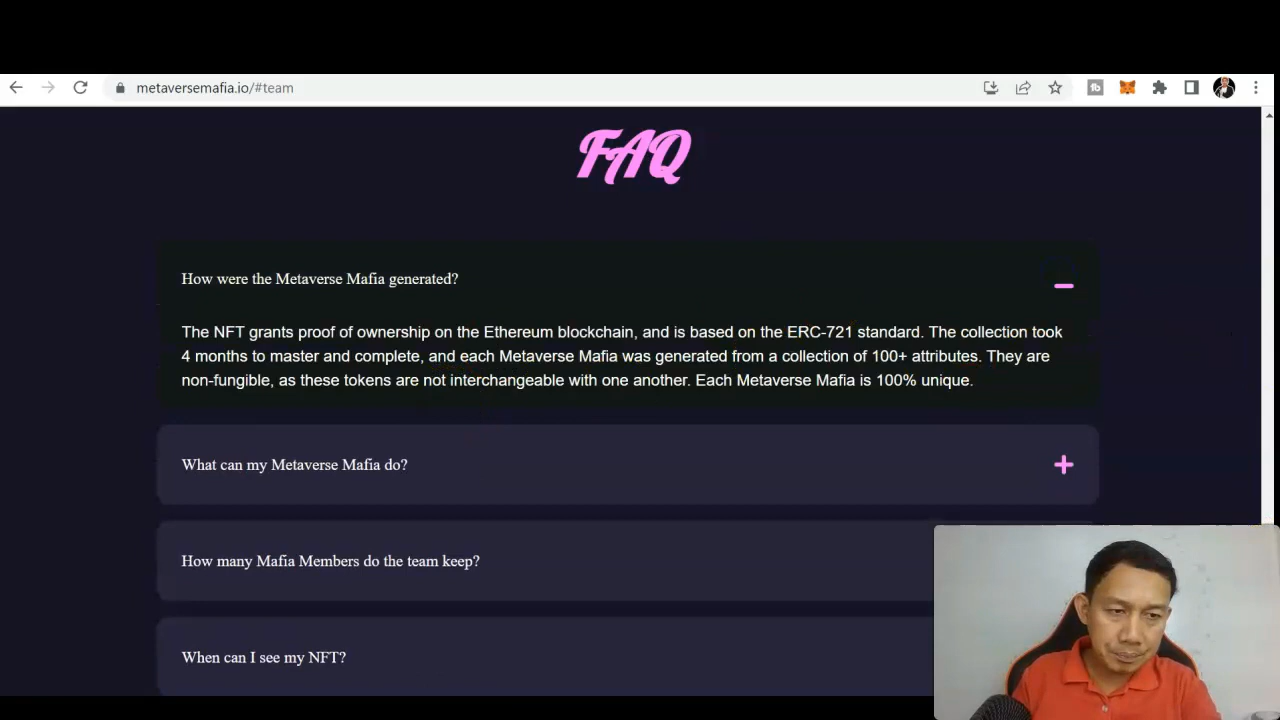 metaversemafia.io/#team
FAQ
How were the Metaverse Mafia generated?
The NFT grants proof of ownership on the Ethereum blockchain, and is based on the ERC-721 standard. The collection took
4 months to master and complete, and each Metaverse Mafia was generated from a collection of 100+ attributes. They are
non-fungible, as these tokens are not interchangeable with one another. Each Metaverse Mafia is 100% unique.
What can my Metaverse Mafia do?
How many Mafia Members do the team keep?
When can I see my NFT?